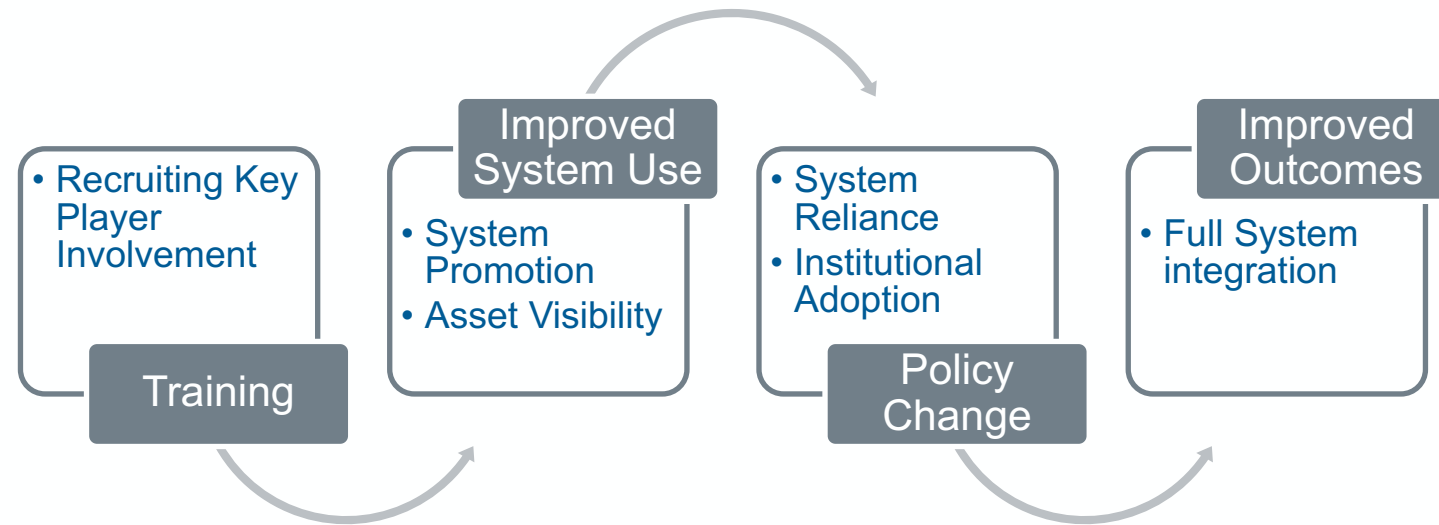 • Recruiting Key
Player
Involvement
Training
Improved
System Use
• System
Promotion
• Asset Visibility
• System
Reliance
• Institutional
Adoption
Policy
Change
Improved
Outcomes
• Full System
integration